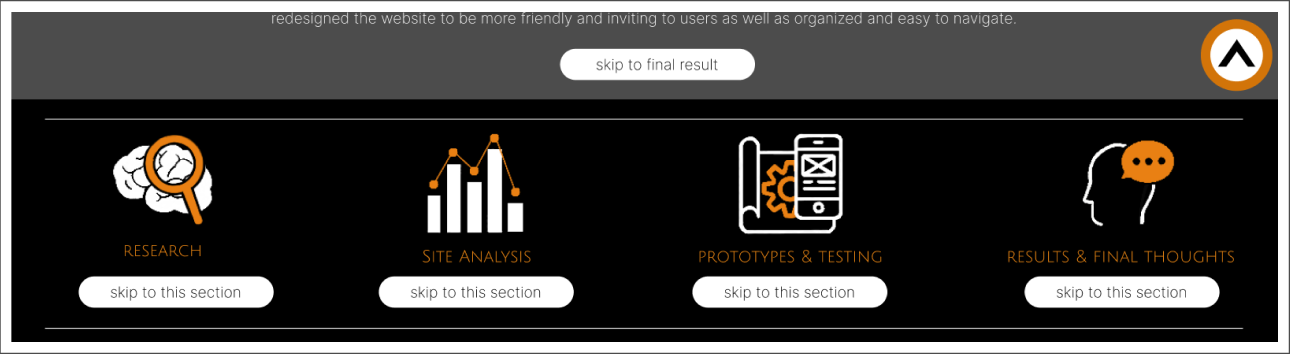 redesigned the website to be more friendly and inviting to users as well as organized and easy to navigate.
skip to final result
RESEARCH
SITE ANALYSIS
PROTOTYPES & TESTING
RESULTS & FINAL THOUGHTS
skip to this section
skip to this section
skip to this section
skip to this section